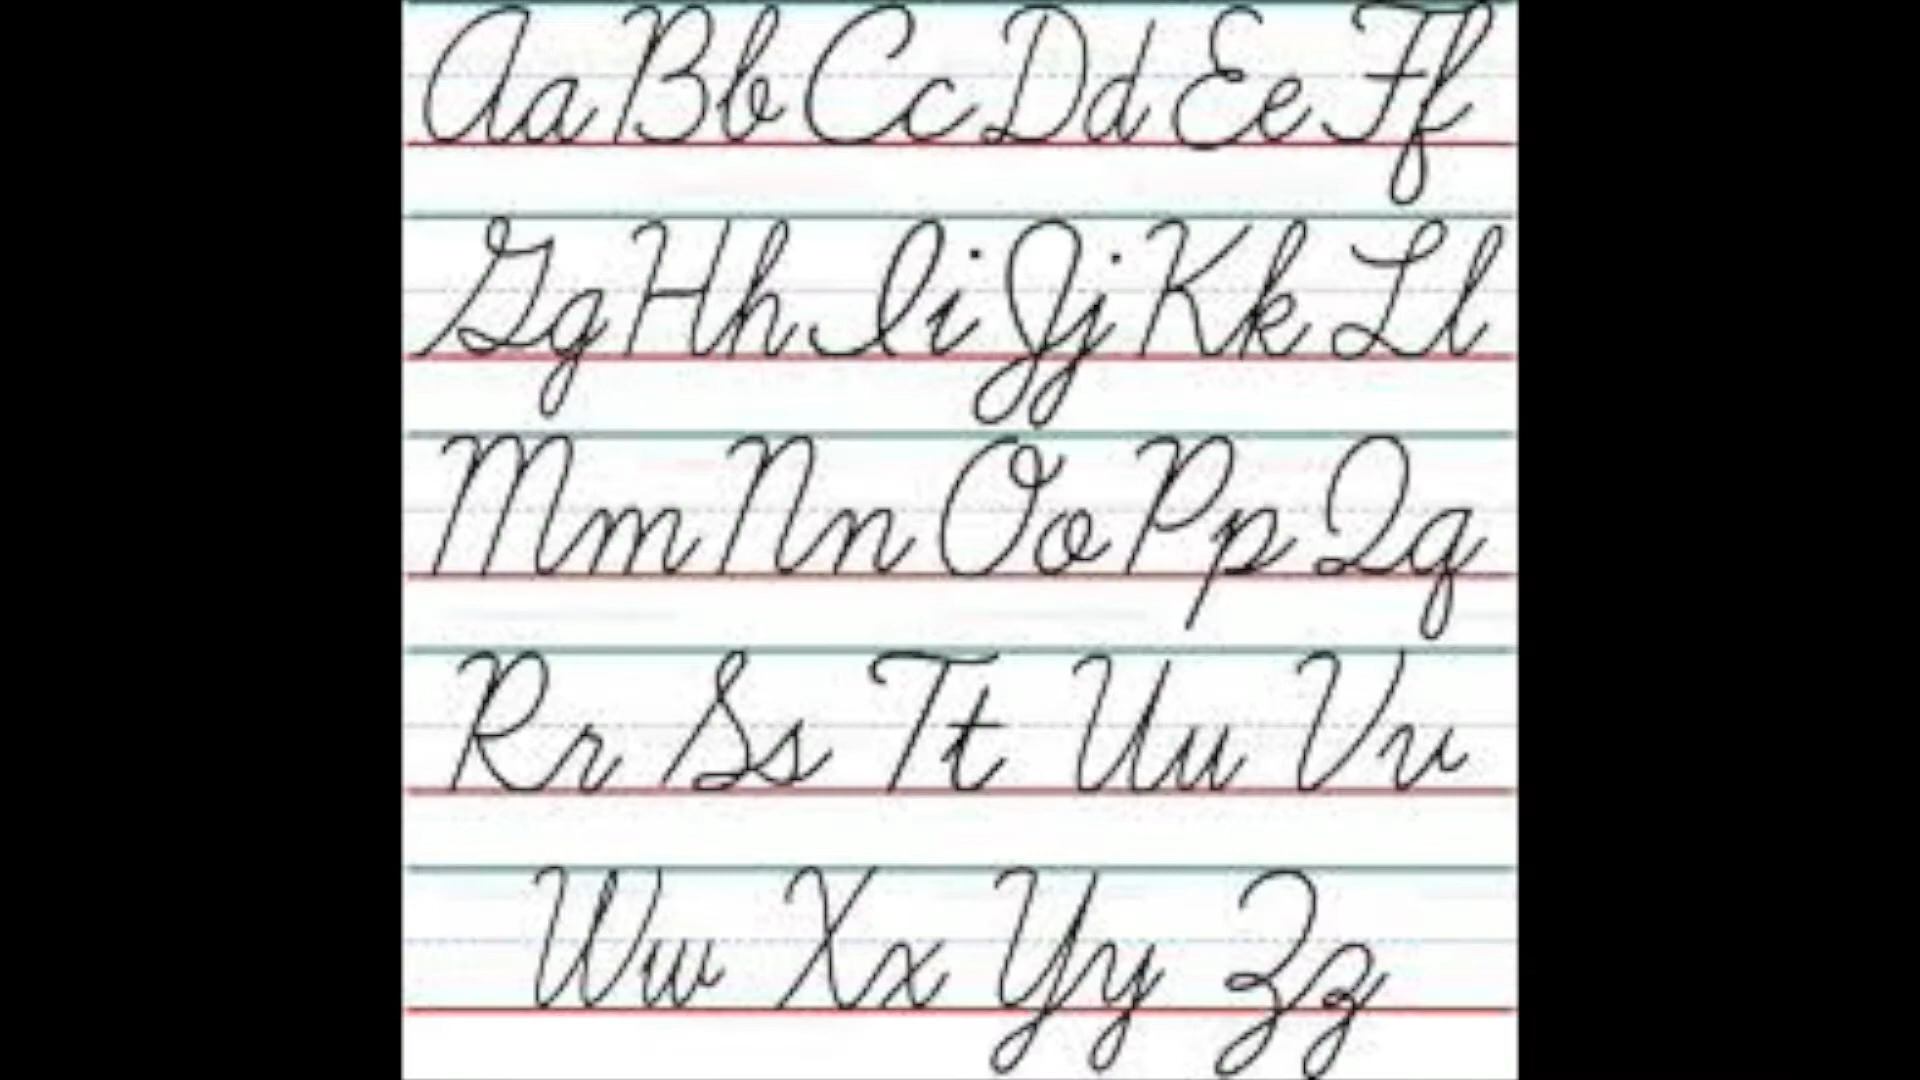 Aa Bb Cc Dd Ee Ff
Gg Hh Ii Jj Kk Ll
Mm Nn Oo Pp Qq
Rr Ss Tt Uu Vv
Ww Xx Yy Zz